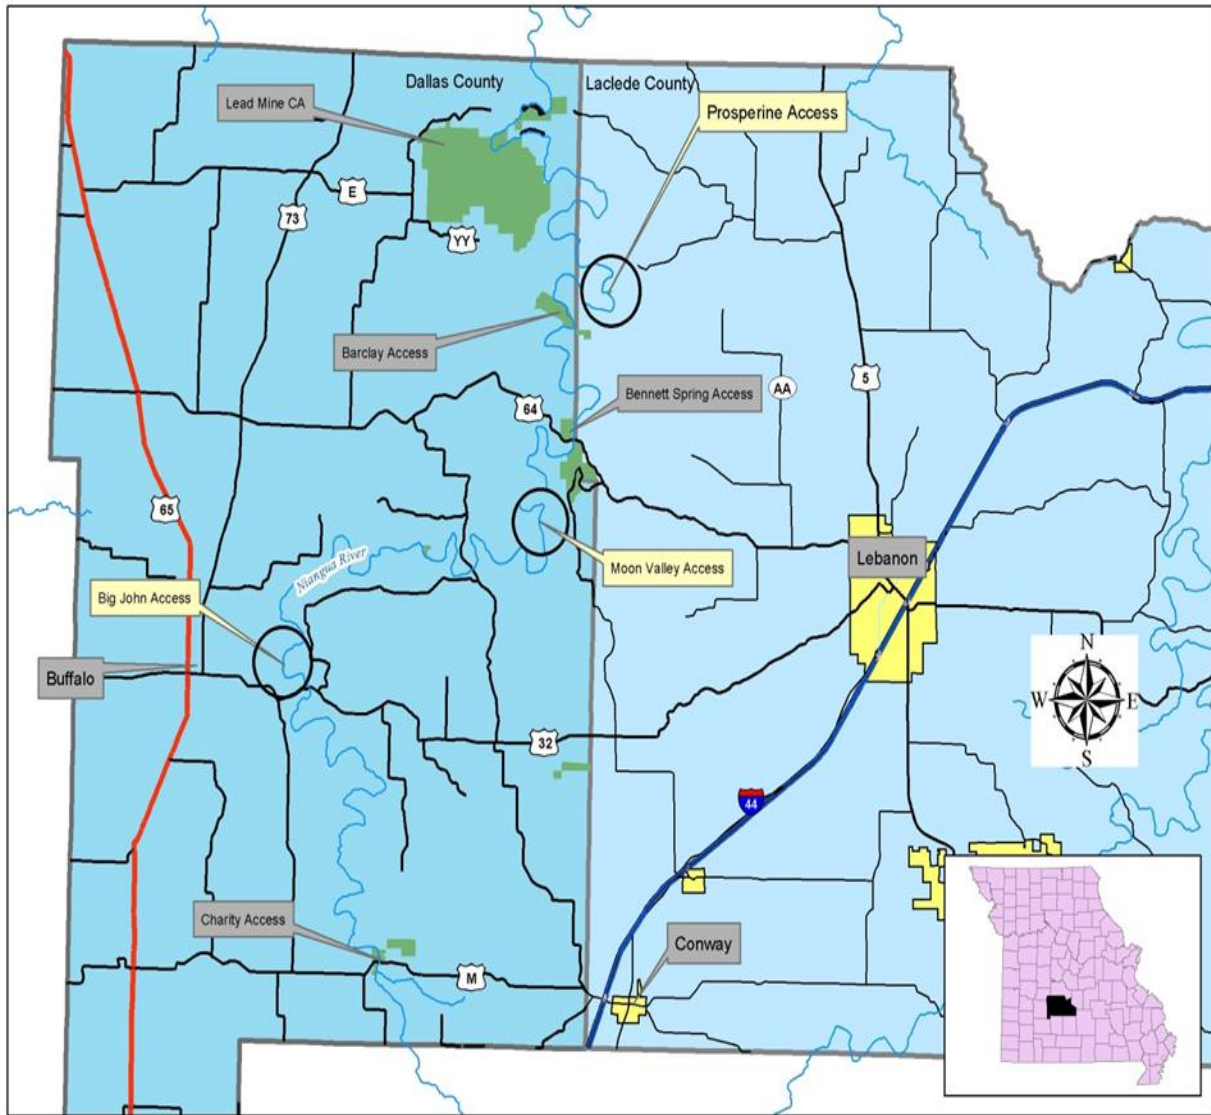 Dallas County
Laclede County
Lead Mine CA
Prosperine Access
E
73
YY
Barclay Access
5
AA
Bennett Spring Access
64
65
Niangua River
Moon Valley Access
Lebanon
Big John Access
Buffalo
N
W
E
S
32
44
Charity Access
Conway
M